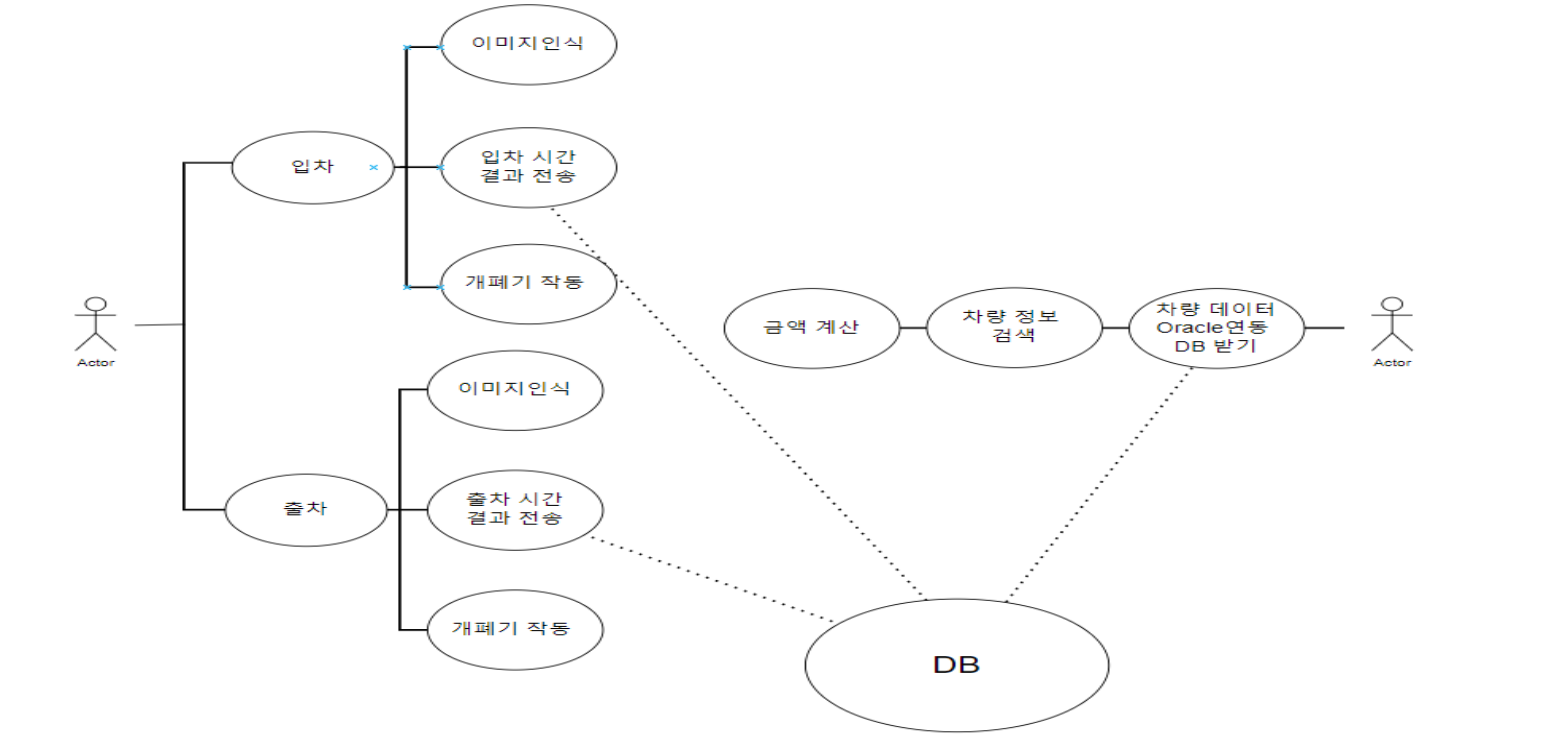 이미지인식
입차
입차 시간
결과 전송
개폐기 작동
Actor
이미지인식
출차
출차 시간
결과 전송
개폐기 작동
금액 계산
차량 정보
검색
차량 데이터
Oracle연동
DB 받기
Actor
DB